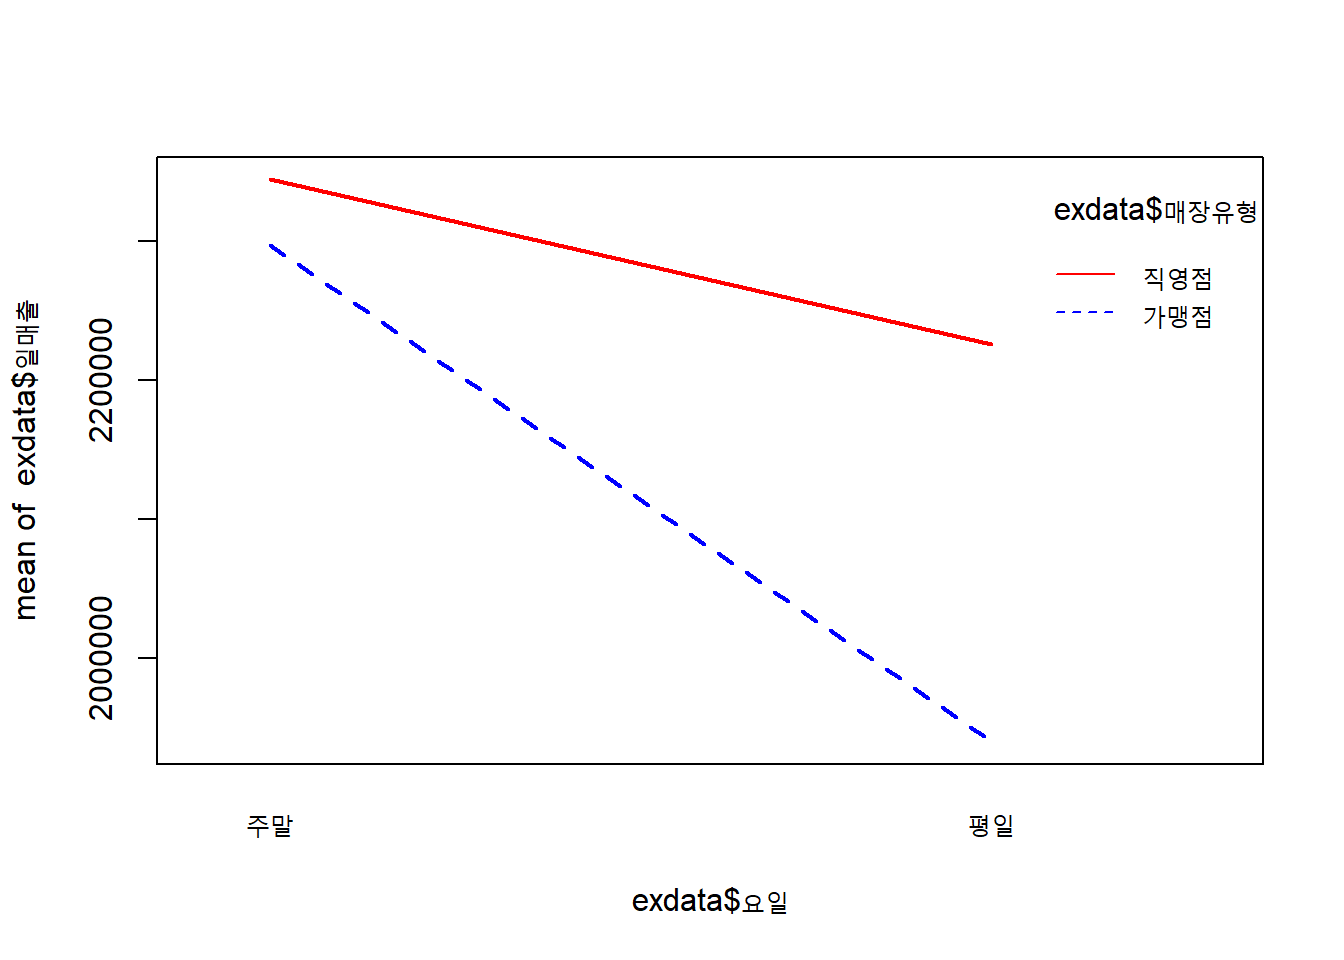 exdata$매장유형
직영점
가맹점
mean of  exdata$일매출
2200000
2000000
주말
평일
exdata$요일